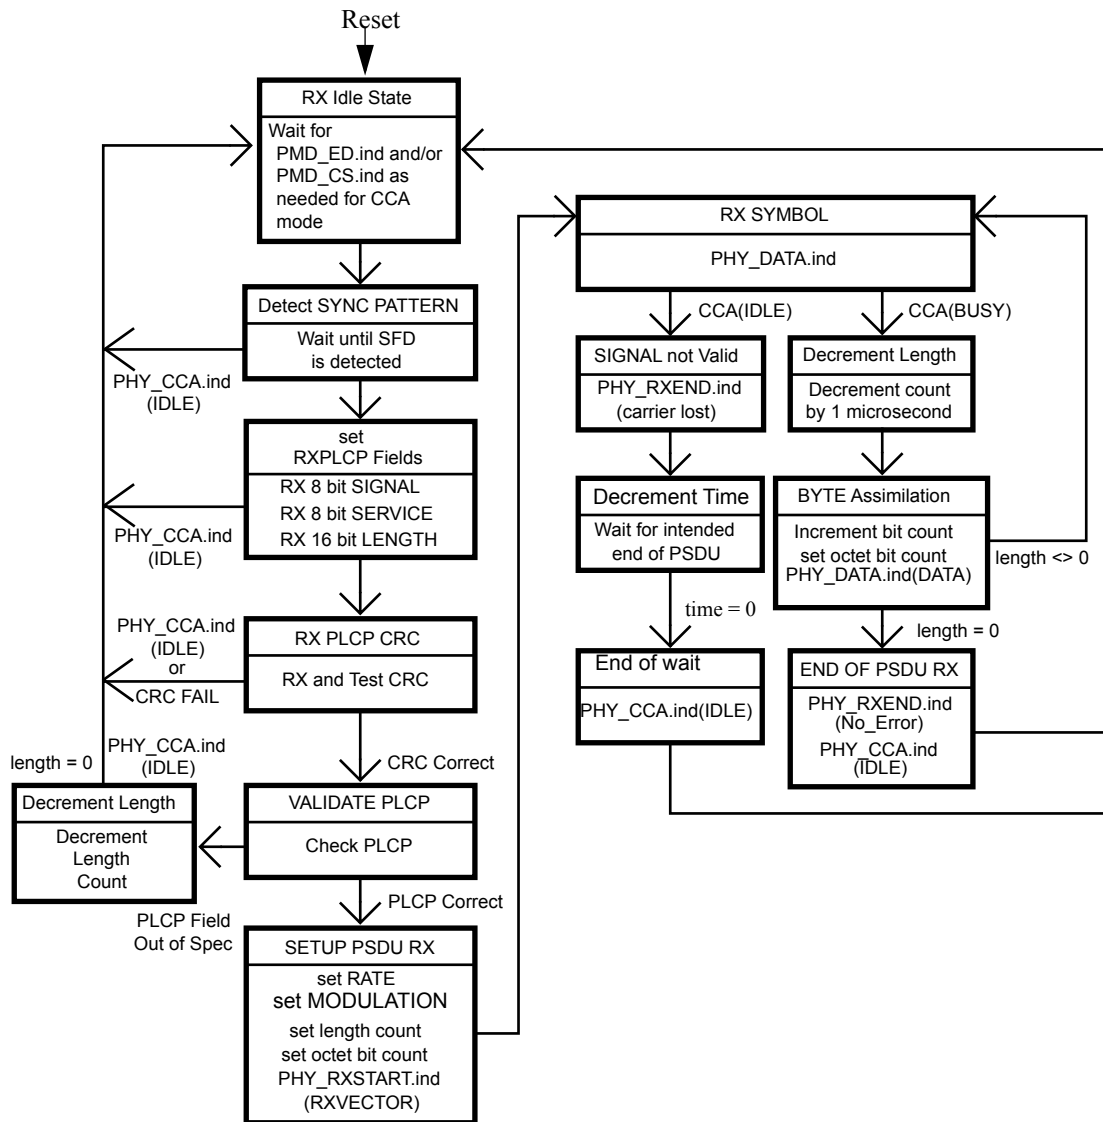 Reset
RX Idle State
Wait for
PMD_ED.ind and/or
PMD_CS.ind as
needed for CCA
mode
Detect SYNC PATTERN
Wait until SFD
is detected
PHY_CCA.ind
(IDLE)
set
RXPLCP Fields
RX 8 bit SIGNAL
RX 8 bit SERVICE
RX 16 bit LENGTH
PHY_CCA.ind
(IDLE)
RX PLCP CRC
RX and Test CRC
PHY_CCA.ind
(IDLE)
or
CRC FAIL
CRC Correct
PHY_CCA.ind
(IDLE)
length = 0
Decrement Length
Decrement
Length
Count
VALIDATE PLCP
Check PLCP
PLCP Correct
PLCP Field
Out of Spec
SETUP PSDU RX
set RATE
set MODULATION
set length count
set octet bit count
PHY_RXSTART.ind
(RXVECTOR)
RX SYMBOL
PHY_DATA.ind
CCA(IDLE)
CCA(BUSY)
SIGNAL not Valid
PHY_RXEND.ind
(carrier lost)
Decrement Length
Decrement count
by 1 microsecond
Decrement Time
Wait for intended
end of PSDU
BYTE Assimilation
Increment bit count
set octet bit count
PHY_DATA.ind(DATA)
length <> 0
time = 0
length = 0
End of wait
PHY_CCA.ind(IDLE)
END OF PSDU RX
PHY_RXEND.ind
(No_Error)
PHY_CCA.ind
(IDLE)